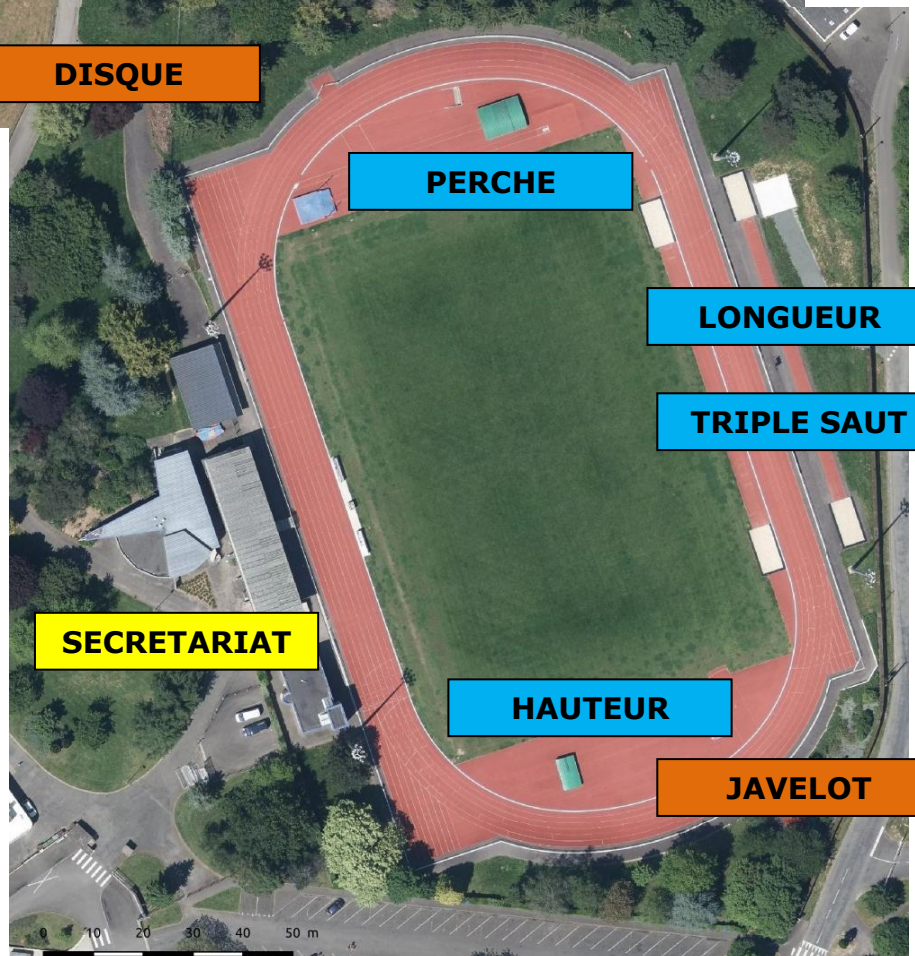 DISQUE
PERCHE
LONGUEUR
TRIPLE SAUT
SECRETARIAT
HAUTEUR
JAVELOT
0 10 20 30 40 50 m